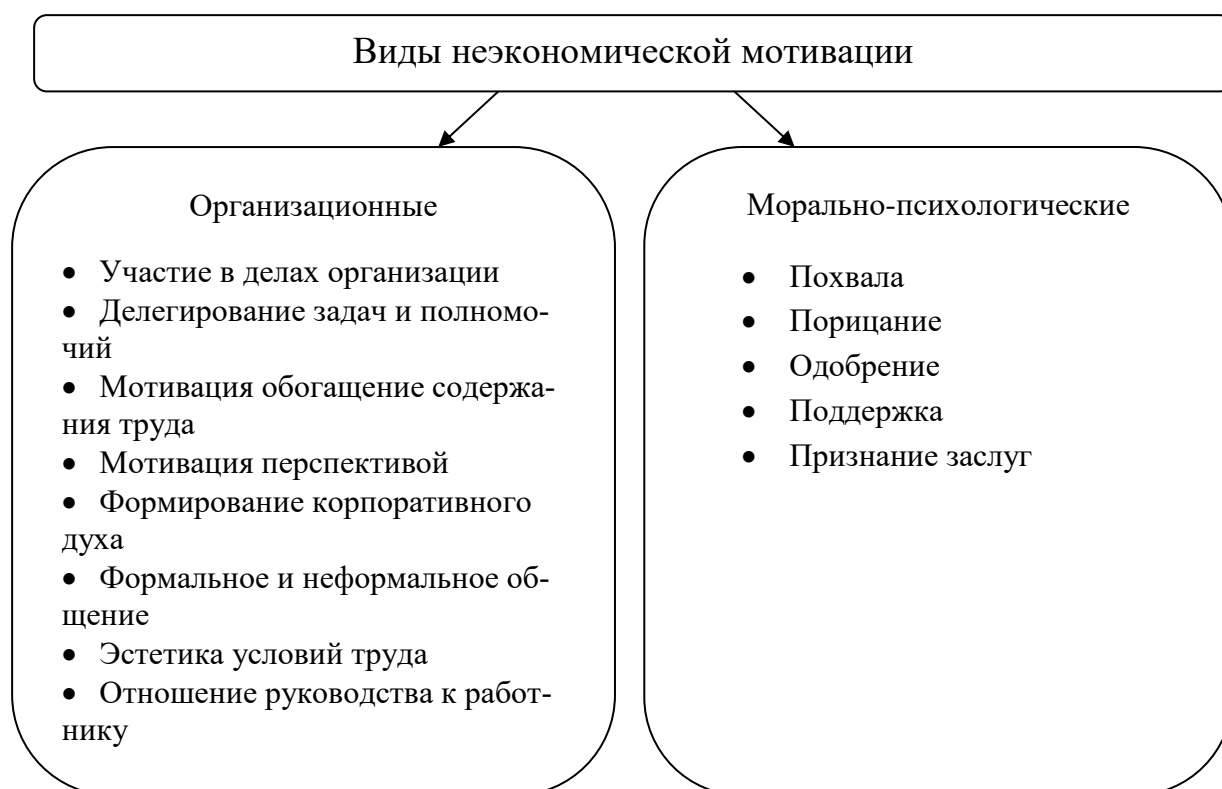 Виды неэкономической мотивации
Организационные
• Участие в делах организации
• Делегирование задач и полномо-
чий
• Мотивация обогащение содержа-
ния труда
• Мотивация перспективой
• Формирование корпоративного
духа
• Формальное и неформальное об-
щение
• Эстетика условий труда
• Отношение руководства к работ-
нику
Морально-психологические
• Похвала
• Порицание
• Одобрение
• Поддержка
• Признание заслуг